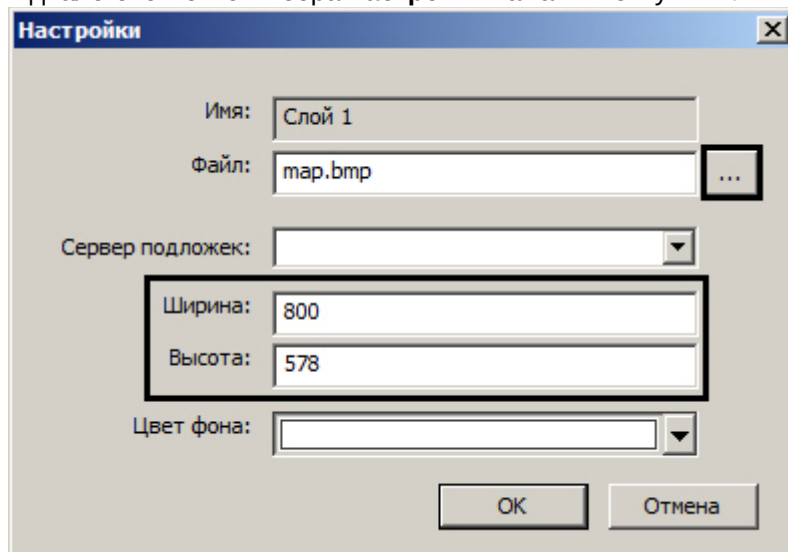 Настройки
Имя: Слой 1
Файл: map.bmp ...
Сервер подложек:
Ширина: 800
Высота: 578
Цвет фона:
OK Отмена